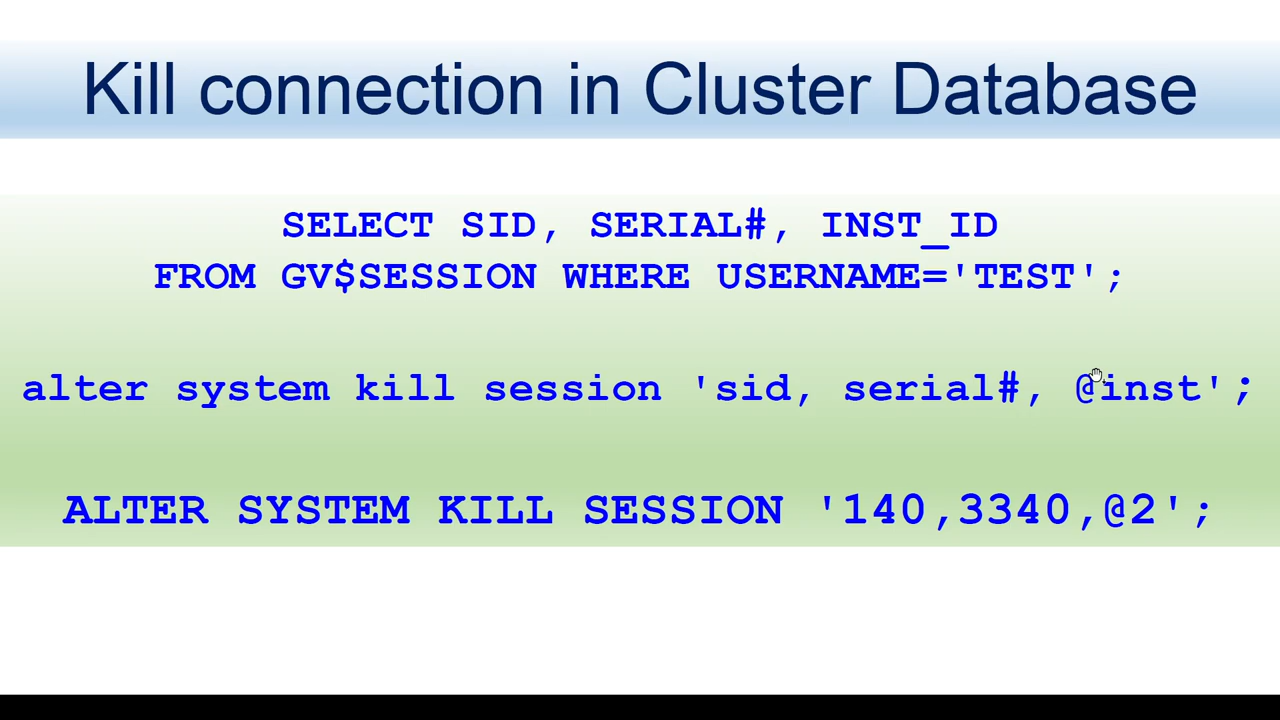 Kill connection in Cluster Database
SELECT SID, SERIAL#, INST_ID
FROM GV$SESSION WHERE USERNAME='TEST';
alter system kill session 'sid, serial#, @inst';
ALTER SYSTEM KILL SESSION '140,3340,@2';